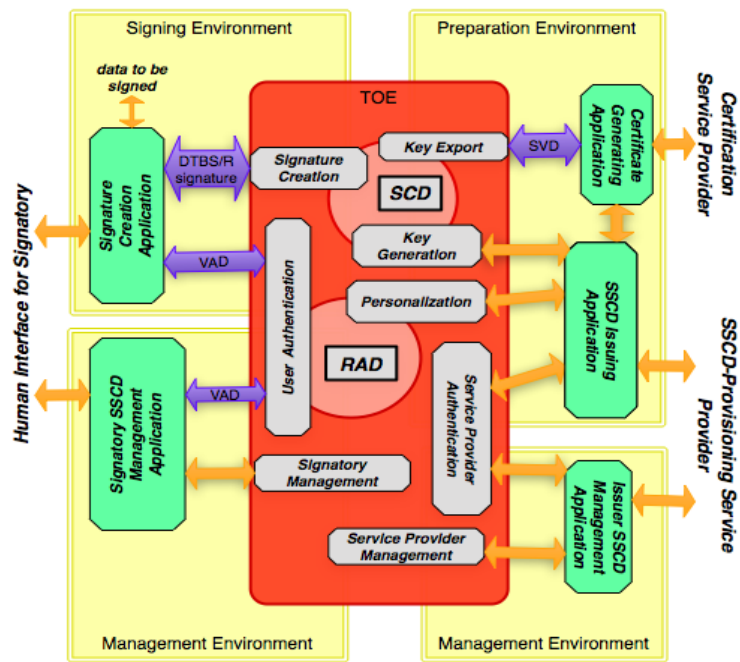 Signing Environment
Preparation Environment
data to be
signed
TOE
Signature
Creation
Application
DTBS/R
signature
Signature
Creation
Key Export
SVD
Certificate
Generating
Application
Certification
Service Provider
SCD
Human Interface for Signatory
VAD
User Authentication
Key
Generation
Personalization
SSCD Issuing
Application
RAD
Service Provider
Authentication
SSCD-Provisioning Service
Provider
Signatory SSCD
Management
Application
VAD
Signatory
Management
Issuer SSCD
Management
Application
Service Provider
Management
Management Environment
Management Environment